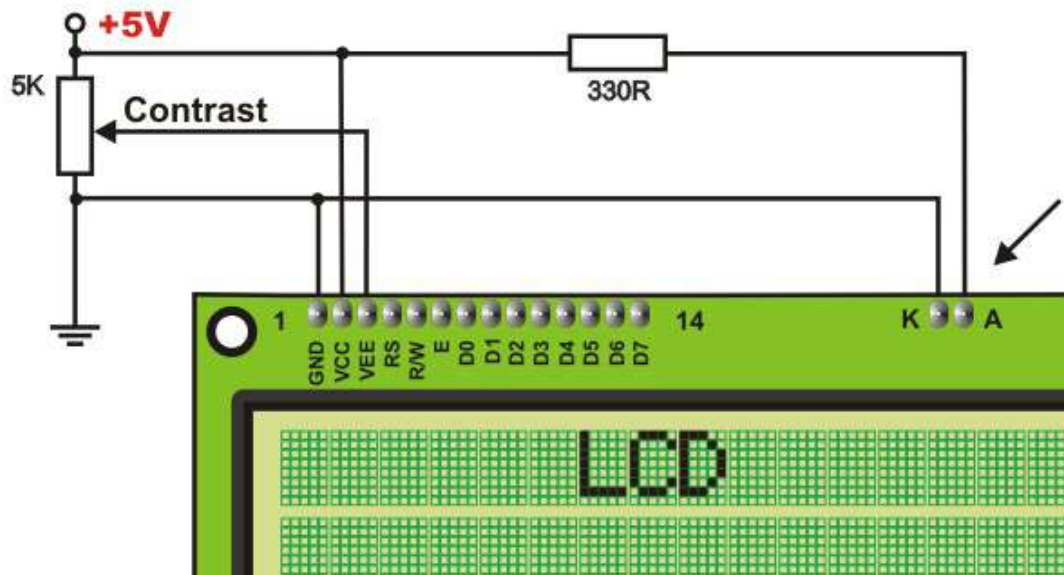 +5V
5K
330R
Contrast
1
14
K
A
GND
VCC
VEE
RS
R/W
E
D0
D1
D2
D3
D4
D5
D6
D7
LCD